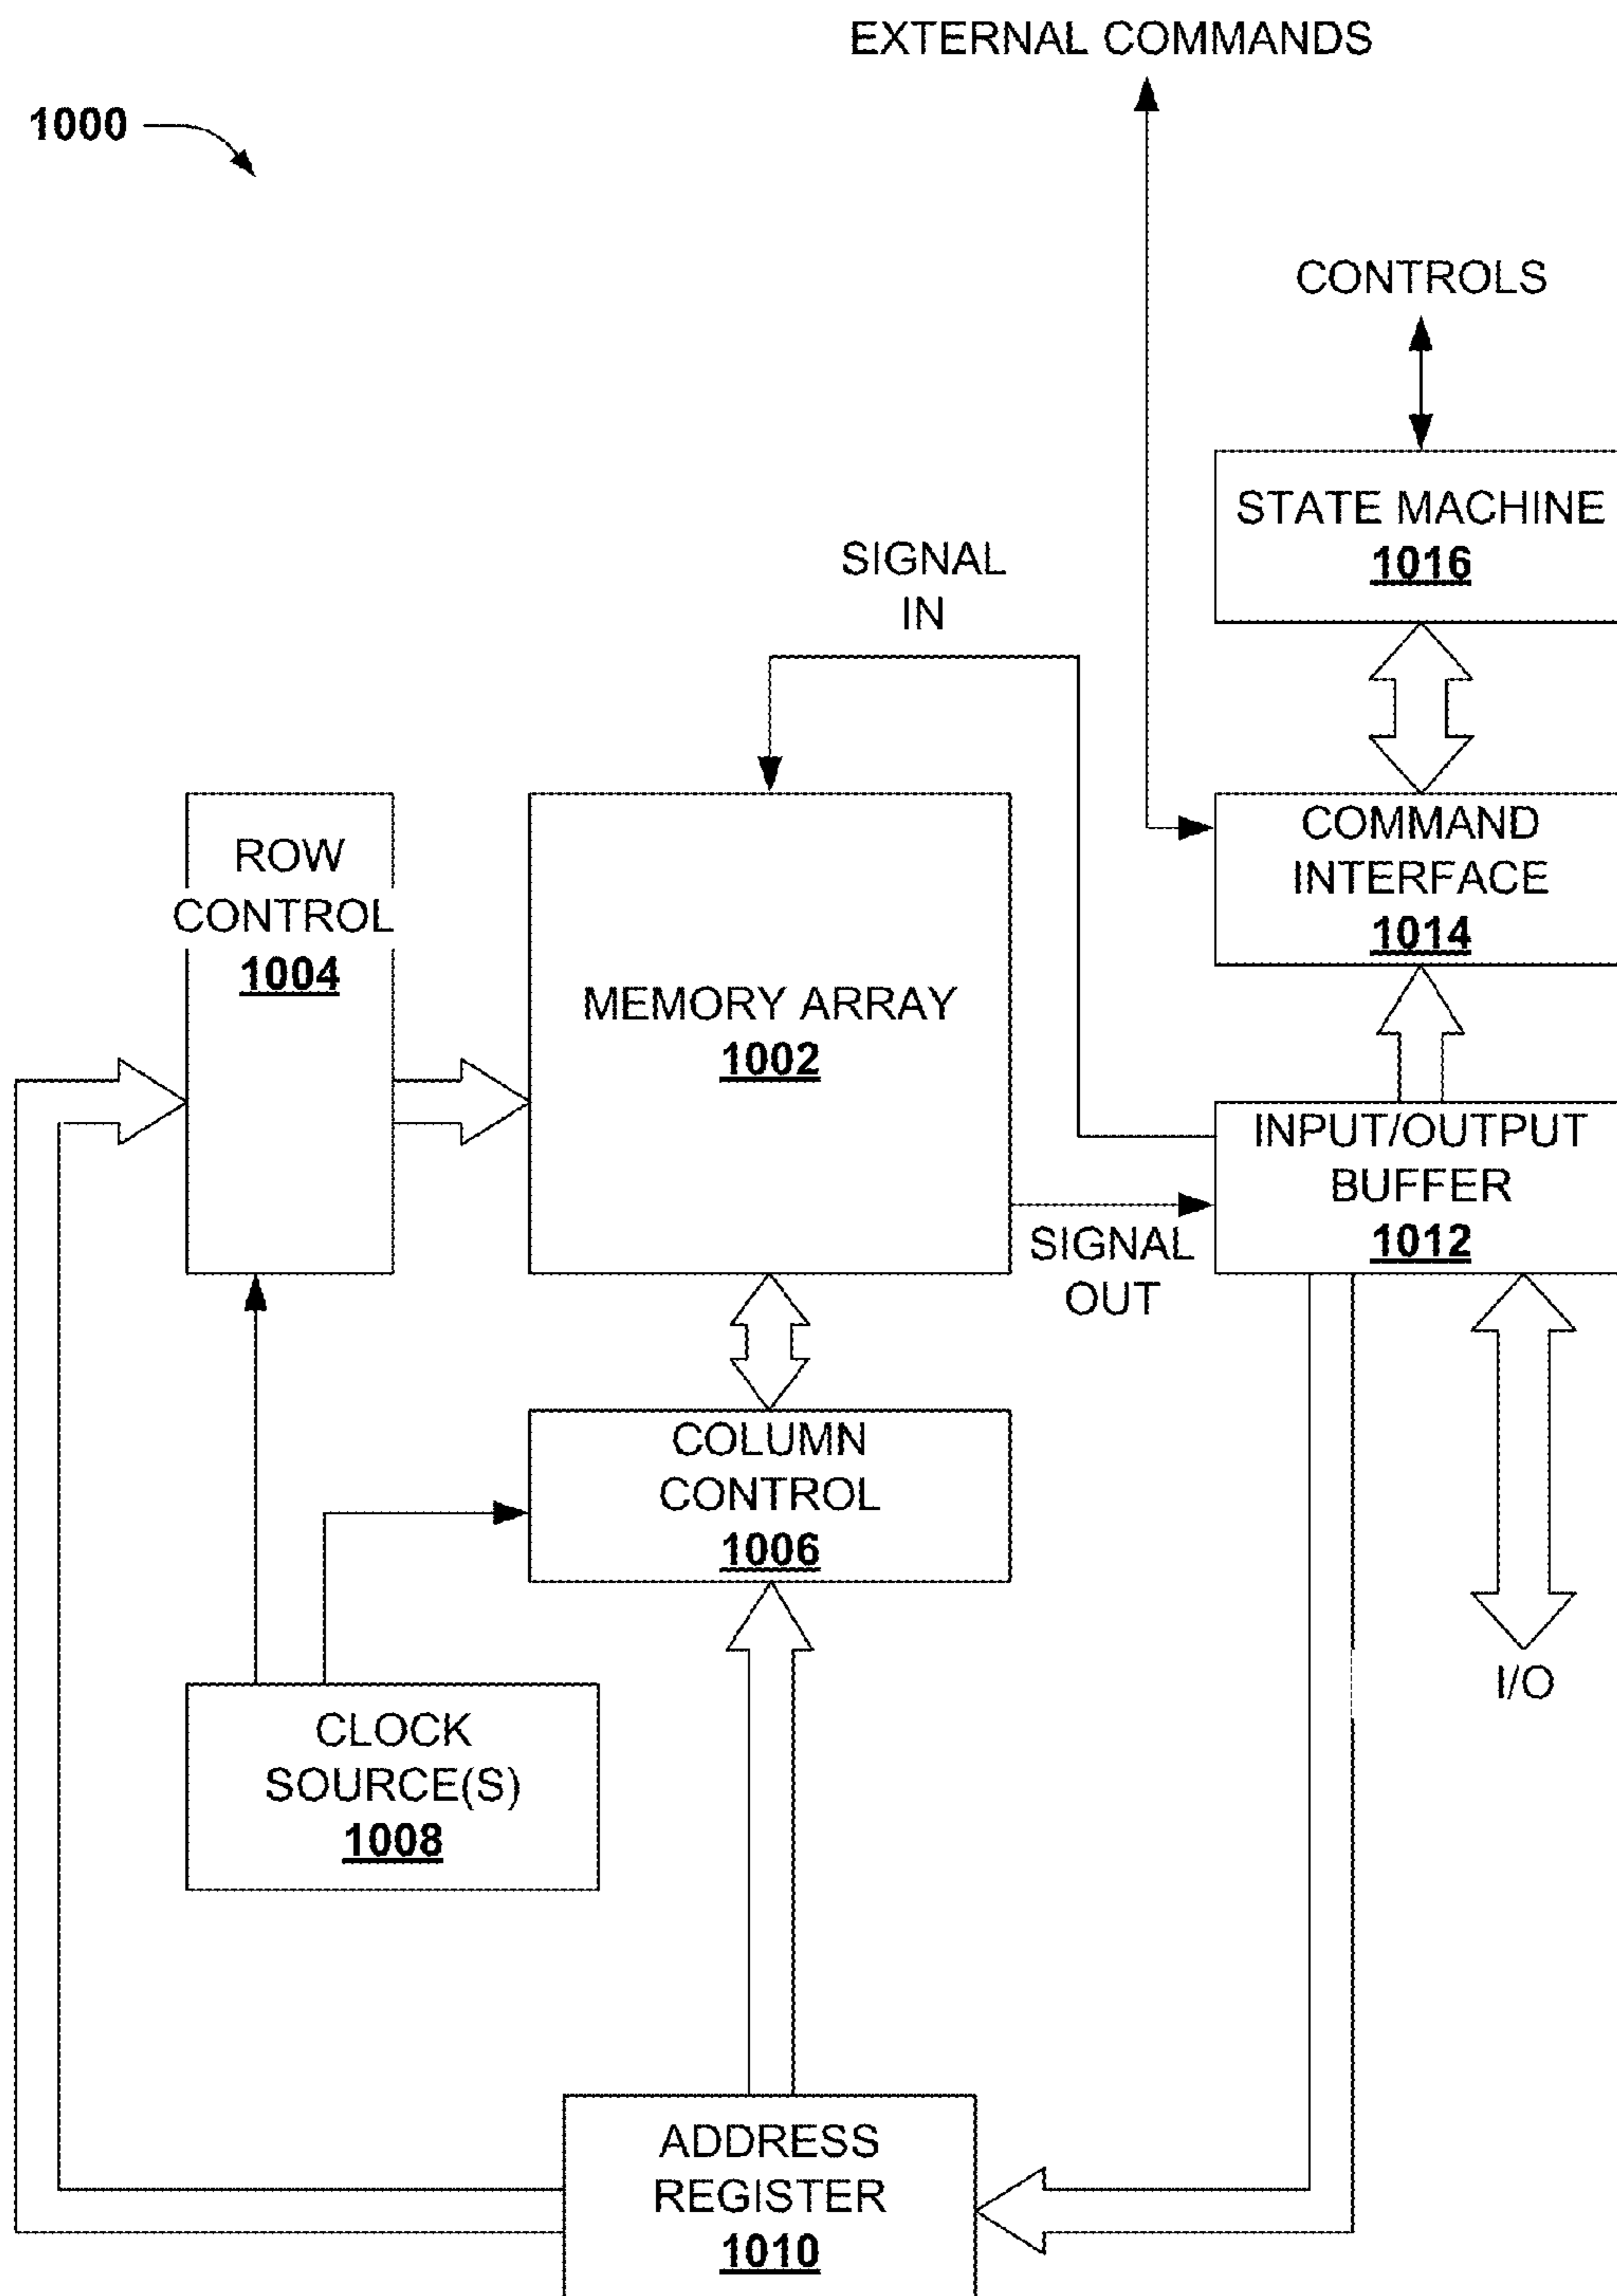 EXTERNAL COMMANDS
1000
CONTROLS
STATE MACHINE
1016
SIGNAL
IN
ROW
CONTROL
1004
MEMORY ARRAY
1002
COMMAND
INTERFACE
1014
INPUT/OUTPUT
BUFFER
1012
SIGNAL
OUT
COLUMN
CONTROL
1006
I/O
CLOCK
SOURCE(S)
1008
ADDRESS
REGISTER
1010